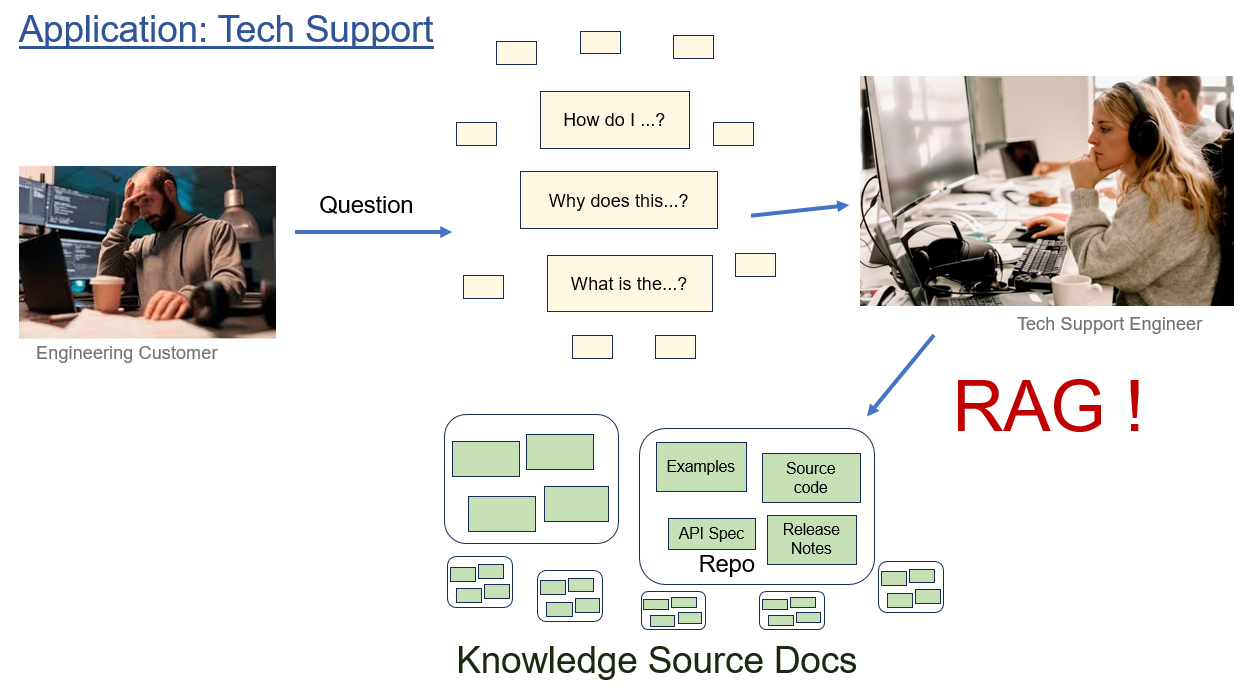 Application: Tech Support
How do I ...?
Question
Why does this...?
What is the...?
Engineering Customer
Tech Support Engineer
RAG !
Examples
Source
code
API Spec
Release
Notes
Repo
Knowledge Source Docs